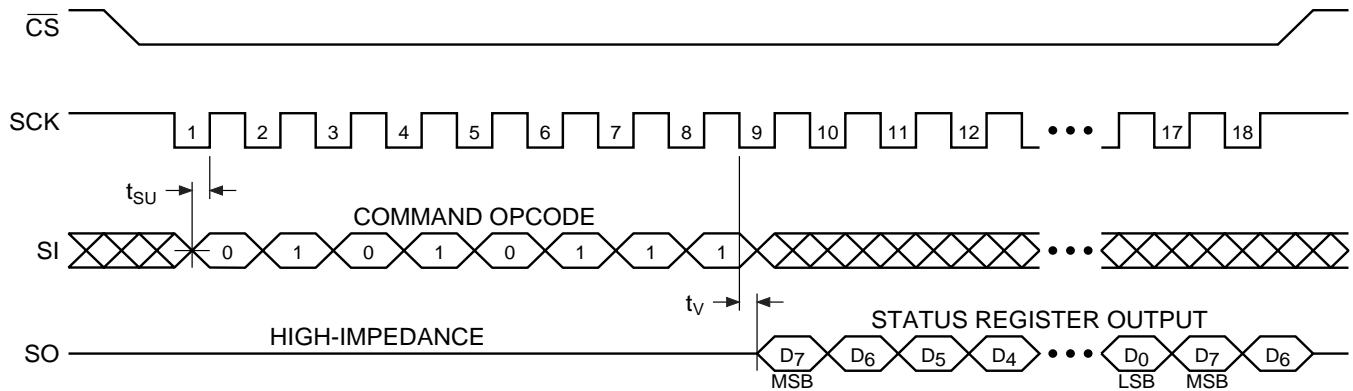 CS
SCK 1 2 3 4 5 6 7 8 9 10 11 12 ••• 17 18
tSU
COMMAND OPCODE
SI 0 1 0 1 0 1 1 1 •••
tV
HIGH-IMPEDANCE STATUS REGISTER OUTPUT
SO D7 D6 D5 D4 ••• D0 D7 D6
MSB LSB MSB